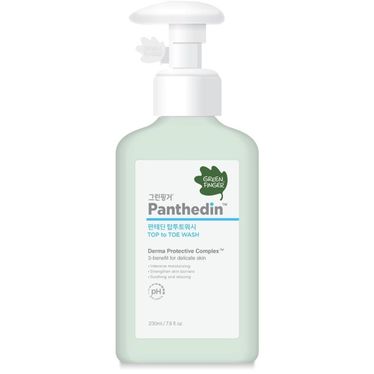 GREEN
FINGER
그린핑거
Panthedin™
판테딘 탑투토워시
TOP to TOE WASH
Derma Protective Complex™
3-benefit for delicate skin
• Intensive moisturizing
• Strengthen skin barriers
• Soothing and relaxing
pH
230ml / 7.8 fl oz